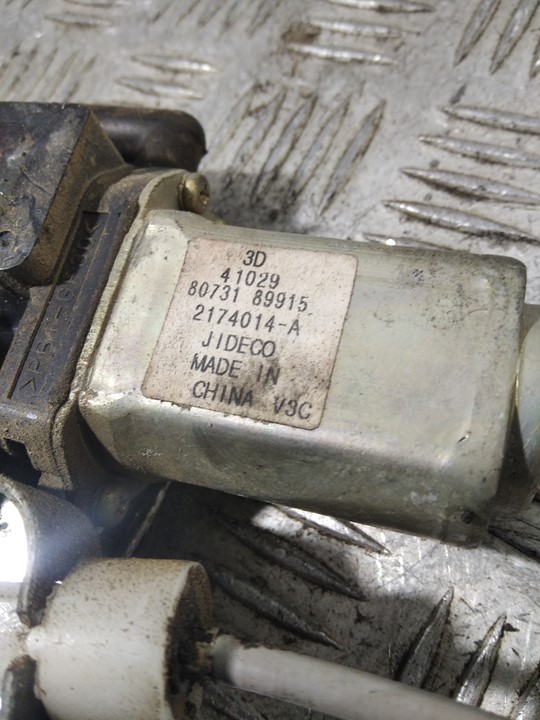 3D
41029
80731 89915
2174014-A
JIDECO
MADE IN
CHINA V3C